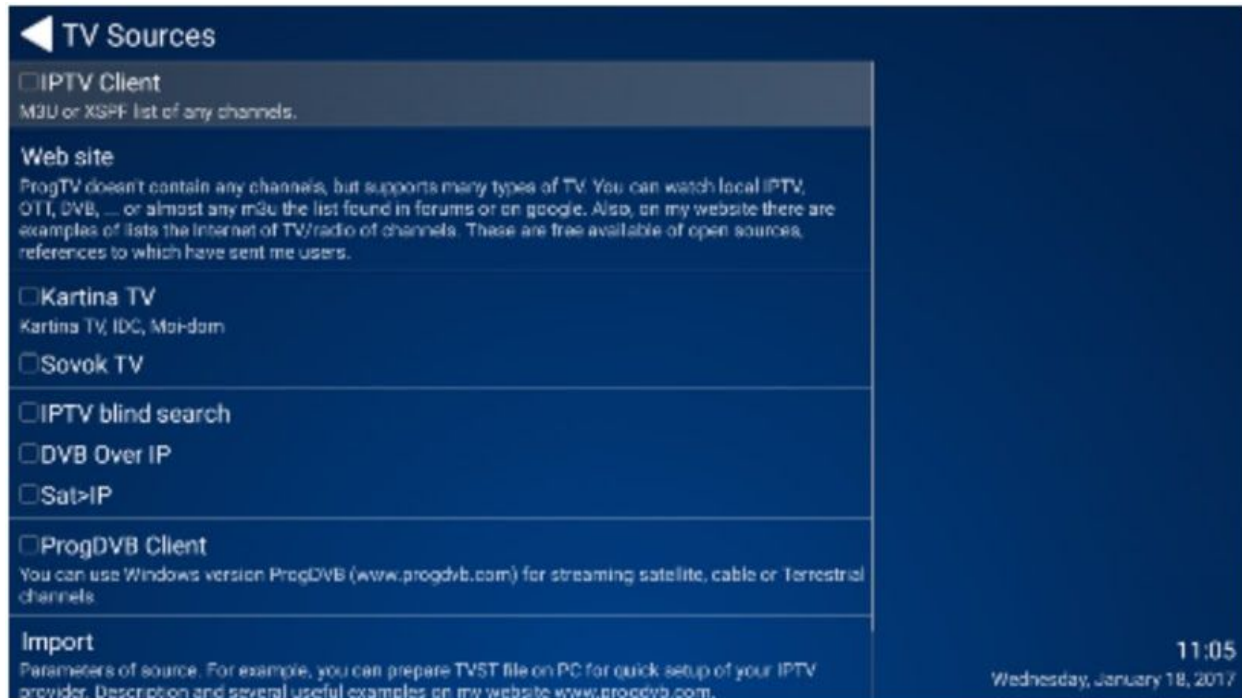 TV Sources
IPTV Client
M3U or XSPF list of any channels.
Web site
ProgTV doesn't contain any channels, but supports many types of TV. You can watch local IPTV,
OTT, DVB, ... or almost any m3u the list found in forums or on google. Also, on my website there are
examples of lists the Internet of TV/radio of channels. These are free available of open sources,
references to which have sent me users.
Kartina TV
Kartina TV, IDC, Moi-dom
Sovok TV
IPTV blind search
DVB Over IP
Sat>IP
ProgDVB Client
You can use Windows version ProgDVB (www.progdvb.com) for streaming satellite, cable or Terrestrial
channels.
Import
Parameters of source. For example, you can prepare TVST file on PC for quick setup of your IPTV
provider. Description and several useful examples on my website www.progdvb.com.
11:05
Wednesday, January 18, 2017